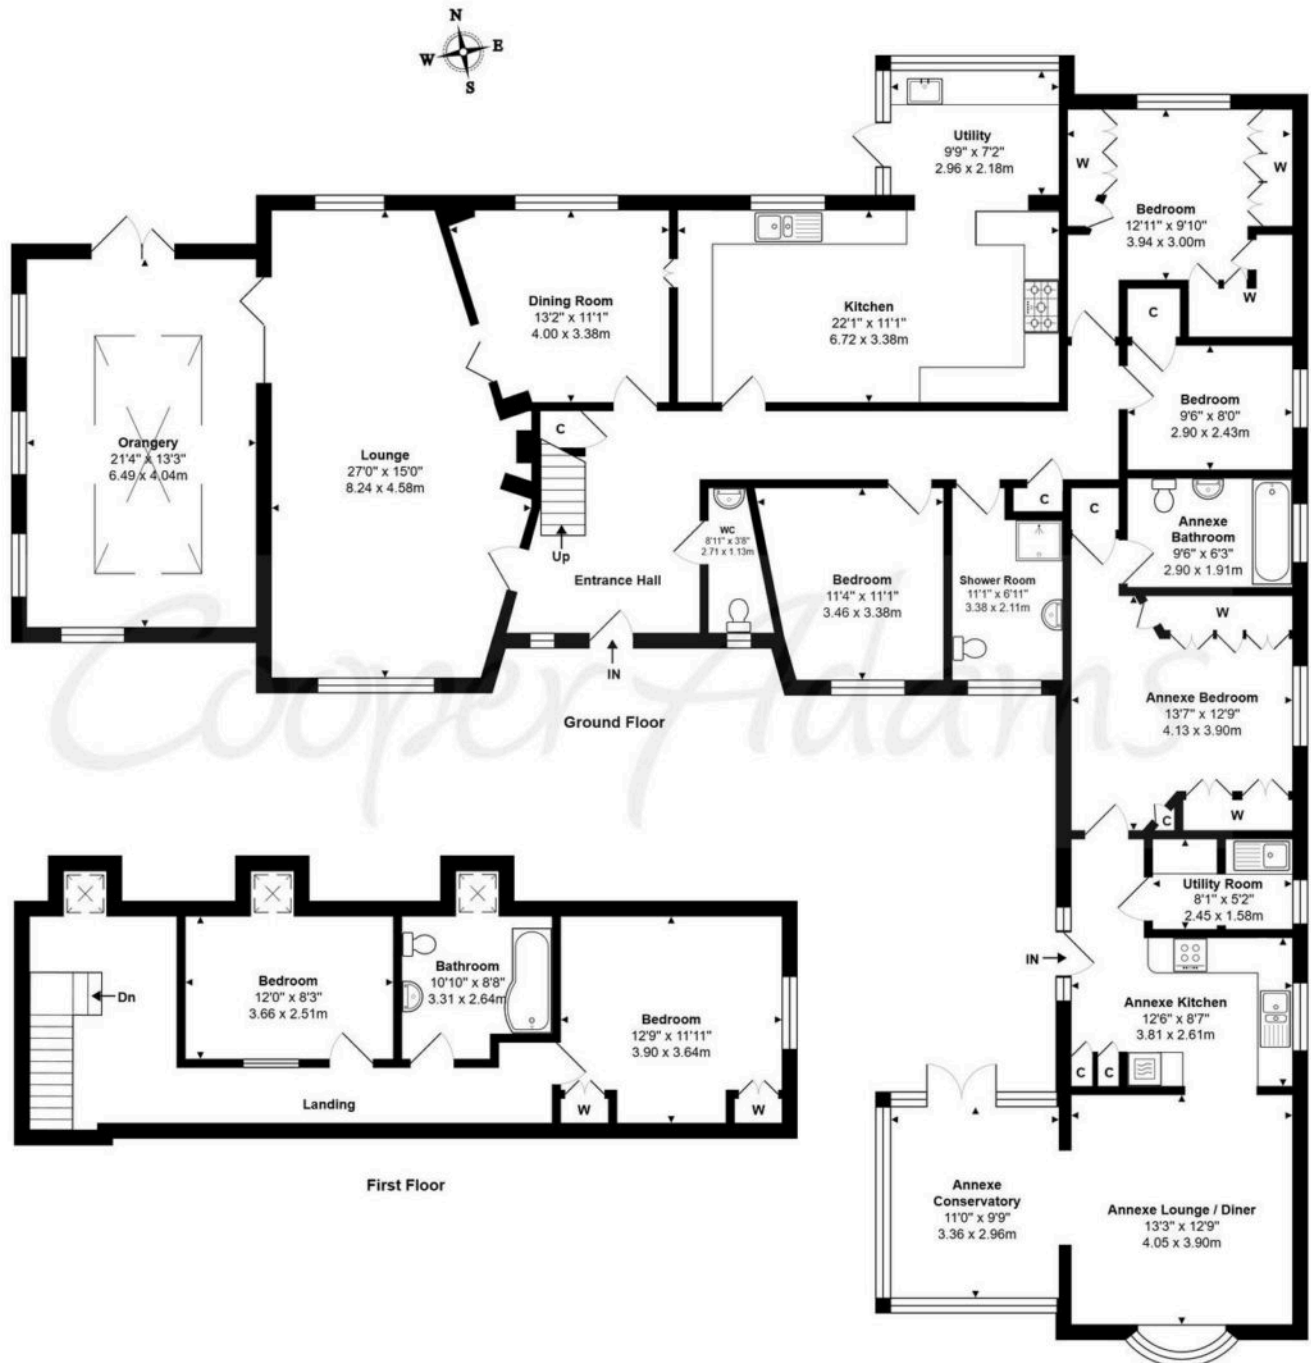 N
W E
S
Utility
9'9" x 7'2"
2.96 x 2.18m
W
W
Bedroom
12'11" x 9'10"
3.94 x 3.00m
W
C
Dining Room
13'2" x 11'1"
4.00 x 3.38m
Kitchen
22'1" x 11'1"
6.72 x 3.38m
Bedroom
9'6" x 8'0"
2.90 x 2.43m
Orangery
21'4" x 13'3"
6.49 x 4.04m
Lounge
27'0" x 15'0"
8.24 x 4.58m
C
Up
Entrance Hall
IN
WC
8'11" x 3'8"
2.71 x 1.13m
Bedroom
11'4" x 11'1"
3.46 x 3.38m
C
Shower Room
11'1" x 6'11"
3.38 x 2.11m
C
Annexe
Bathroom
9'6" x 6'3"
2.90 x 1.91m
W
Annexe Bedroom
13'7" x 12'9"
4.13 x 3.90m
C
W
Ground Floor
Cooper Adams
Utility Room
8'1" x 5'2"
2.45 x 1.58m
IN
Annexe Kitchen
12'6" x 8'7"
3.81 x 2.61m
C
C
Annexe
Conservatory
11'0" x 9'9"
3.36 x 2.96m
Annexe Lounge / Diner
13'3" x 12'9"
4.05 x 3.90m
Dn
Bedroom
12'0" x 8'3"
3.66 x 2.51m
Bathroom
10'10" x 8'8"
3.31 x 2.64m
Bedroom
12'9" x 11'11"
3.90 x 3.64m
Landing
W
W
First Floor